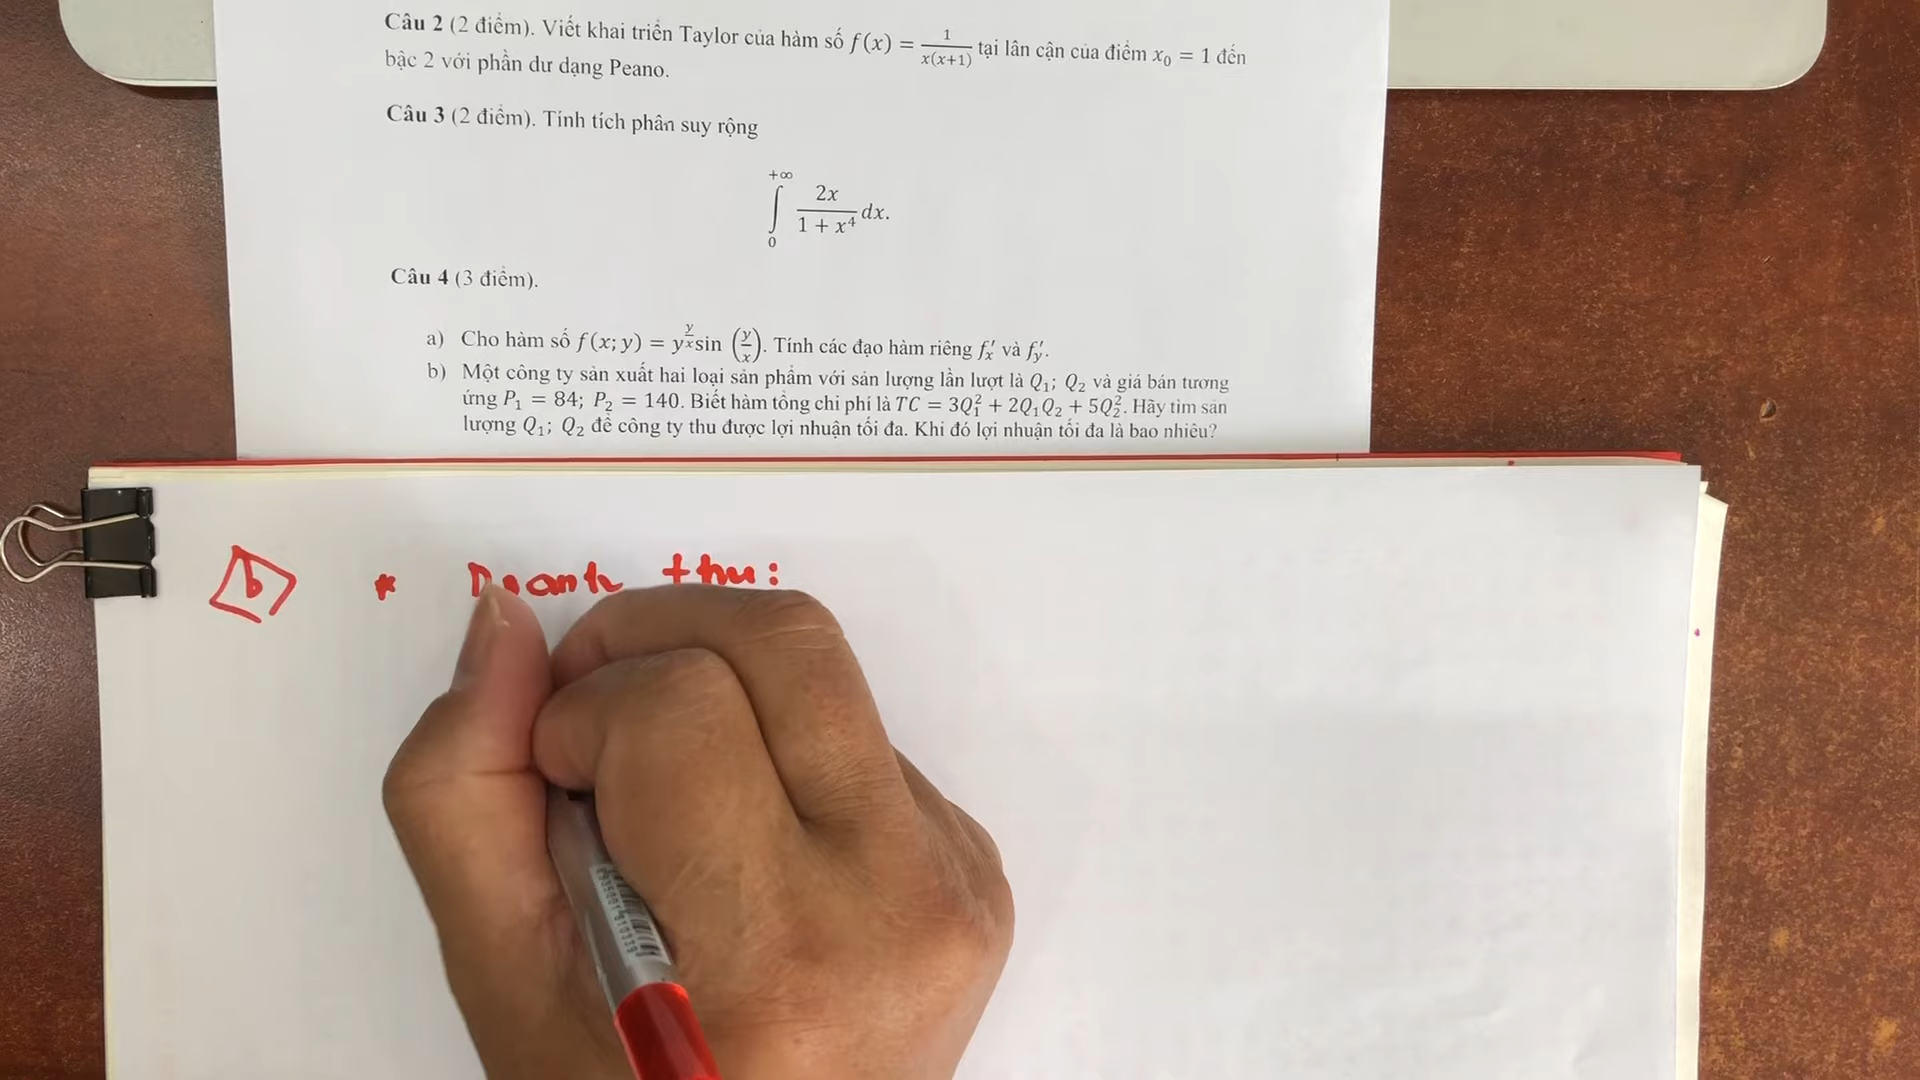 Câu 2 (2 điểm). Viết khai triển Taylor của hàm số f(x) = 1/(x(x+1)) tại lân cận của điểm x₀ = 1 đến
bậc 2 với phần dư dạng Peano.
Câu 3 (2 điểm). Tính tích phân suy rộng
∫₀^{+∞} 2x/(1 + x⁴) dx.
Câu 4 (3 điểm).
a) Cho hàm số f(x; y) = y^{y/x} sin (y/x). Tính các đạo hàm riêng f′ₓ và f′ᵧ.
b) Một công ty sản xuất hai loại sản phẩm với sản lượng lần lượt là Q₁; Q₂ và giá bán tương
ứng P₁ = 84; P₂ = 140. Biết hàm tổng chi phí là TC = 3Q₁² + 2Q₁Q₂ + 5Q₂². Hãy tìm sản
lượng Q₁; Q₂ để công ty thu được lợi nhuận tối đa. Khi đó lợi nhuận tối đa là bao nhiêu?
b * Doanh thu: